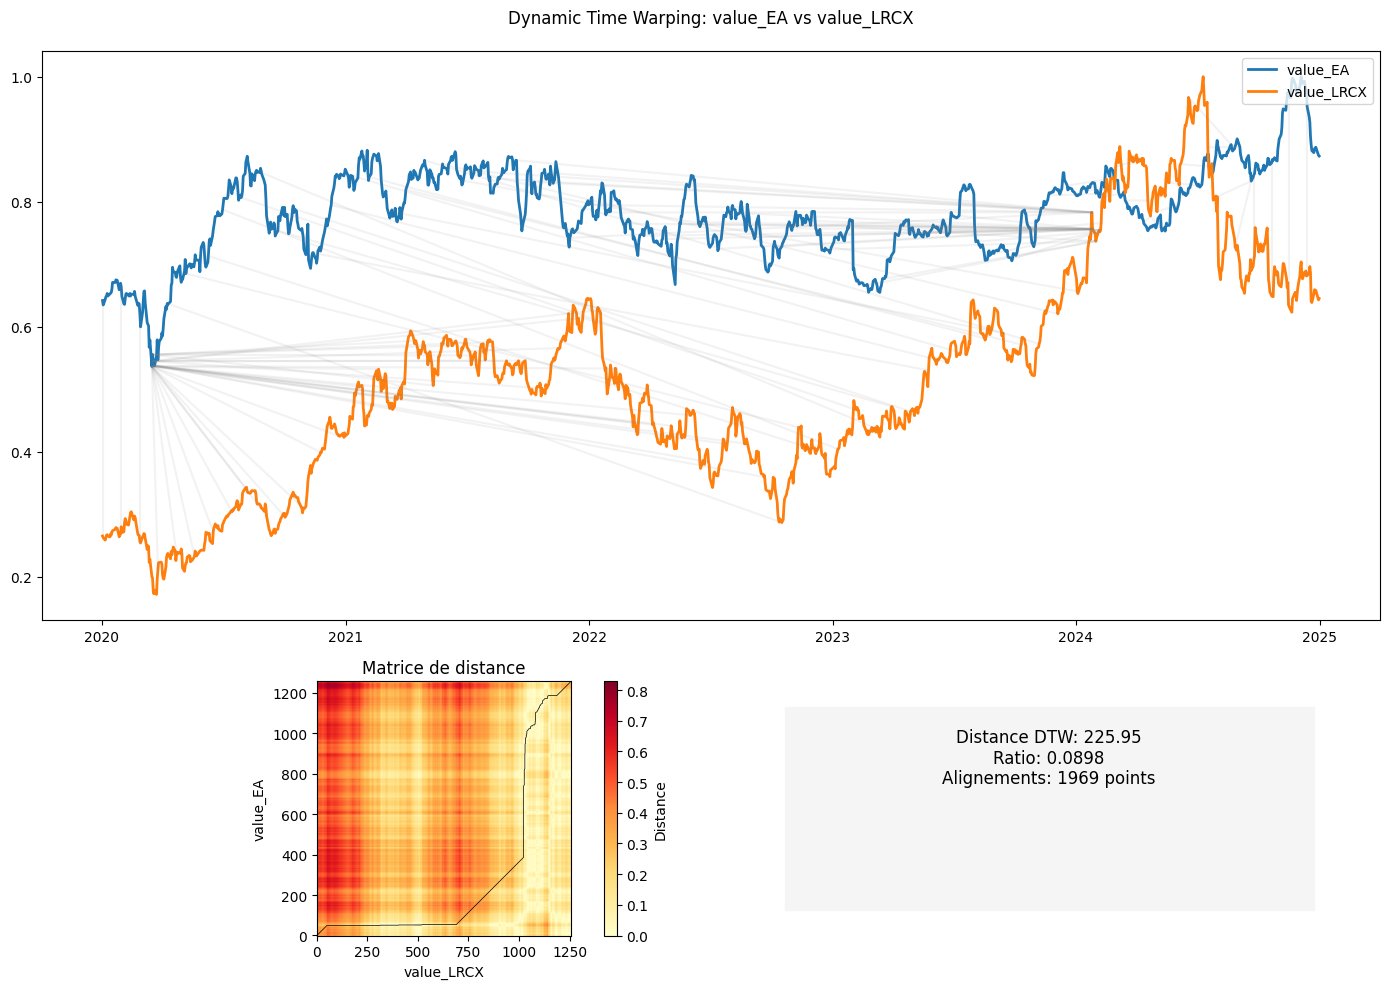 Dynamic Time Warping: value_EA vs value_LRCX
value_EA
value_LRCX
1.0
0.8
0.6
0.4
0.2
2020 2021 2022 2023 2024 2025
Matrice de distance
value_EA
1200
1000
800
600
400
200
0
0 250 500 750 1000 1250
value_LRCX
0.8
0.7
0.6
0.5
0.4
0.3
0.2
0.1
0.0
Distance
Distance DTW: 225.95
Ratio: 0.0898
Alignements: 1969 points